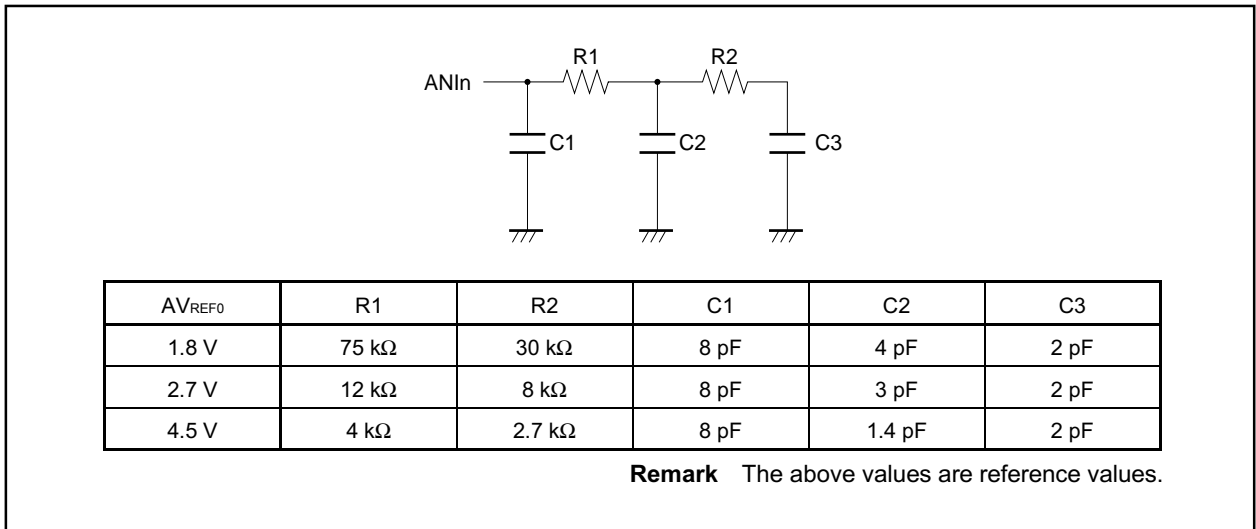 R1 R2
ANIn
C1 C2 C3
AVREF0 R1 R2 C1 C2 C3
1.8 V 75 kΩ 30 kΩ 8 pF 4 pF 2 pF
2.7 V 12 kΩ 8 kΩ 8 pF 3 pF 2 pF
4.5 V 4 kΩ 2.7 kΩ 8 pF 1.4 pF 2 pF
Remark The above values are reference values.